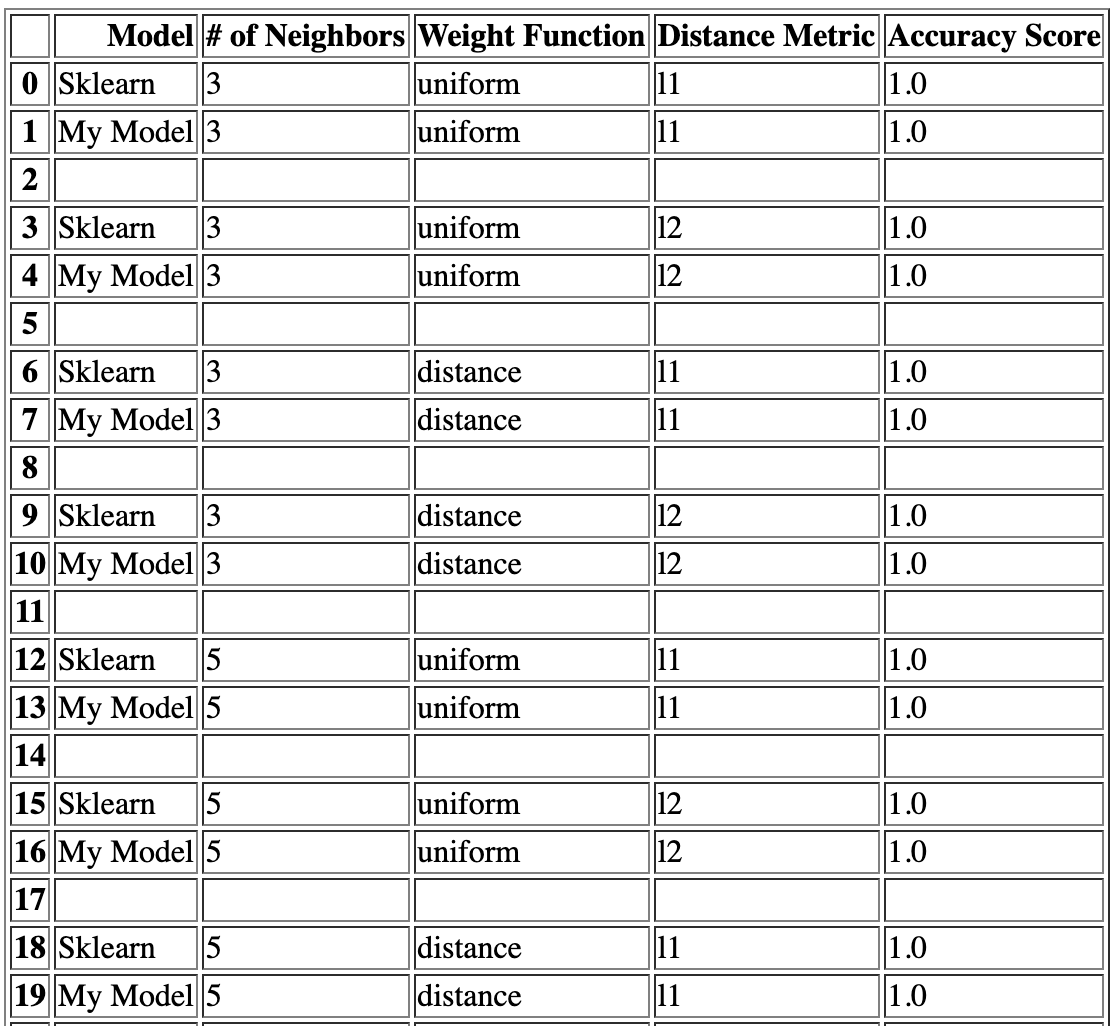 Model # of Neighbors Weight Function Distance Metric Accuracy Score
0 Sklearn 3 uniform l1 1.0
1 My Model 3 uniform l1 1.0
2
3 Sklearn 3 uniform l2 1.0
4 My Model 3 uniform l2 1.0
5
6 Sklearn 3 distance l1 1.0
7 My Model 3 distance l1 1.0
8
9 Sklearn 3 distance l2 1.0
10 My Model 3 distance l2 1.0
11
12 Sklearn 5 uniform l1 1.0
13 My Model 5 uniform l1 1.0
14
15 Sklearn 5 uniform l2 1.0
16 My Model 5 uniform l2 1.0
17
18 Sklearn 5 distance l1 1.0
19 My Model 5 distance l1 1.0